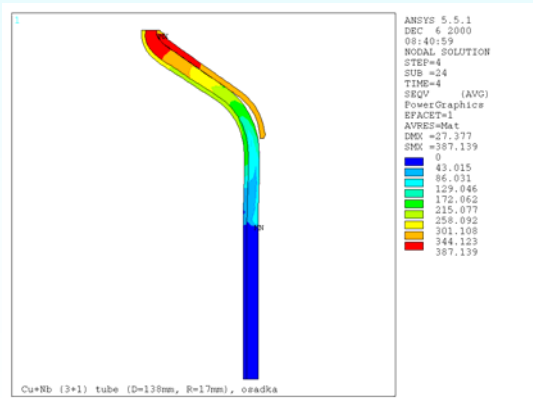 1
ANSYS 5.5.1
DEC 6 2000
08:40:59
NODAL SOLUTION
STEP=4
SUB =24
TIME=4
SEQV (AVG)
PowerGraphics
EFACET=1
AVRES=Mat
DMX =27.377
SMX =387.139
0
43.015
86.031
129.046
172.062
215.077
258.092
301.108
344.123
387.139
Cu+Nb (3+1) tube (D=138mm, R=17mm), osadka